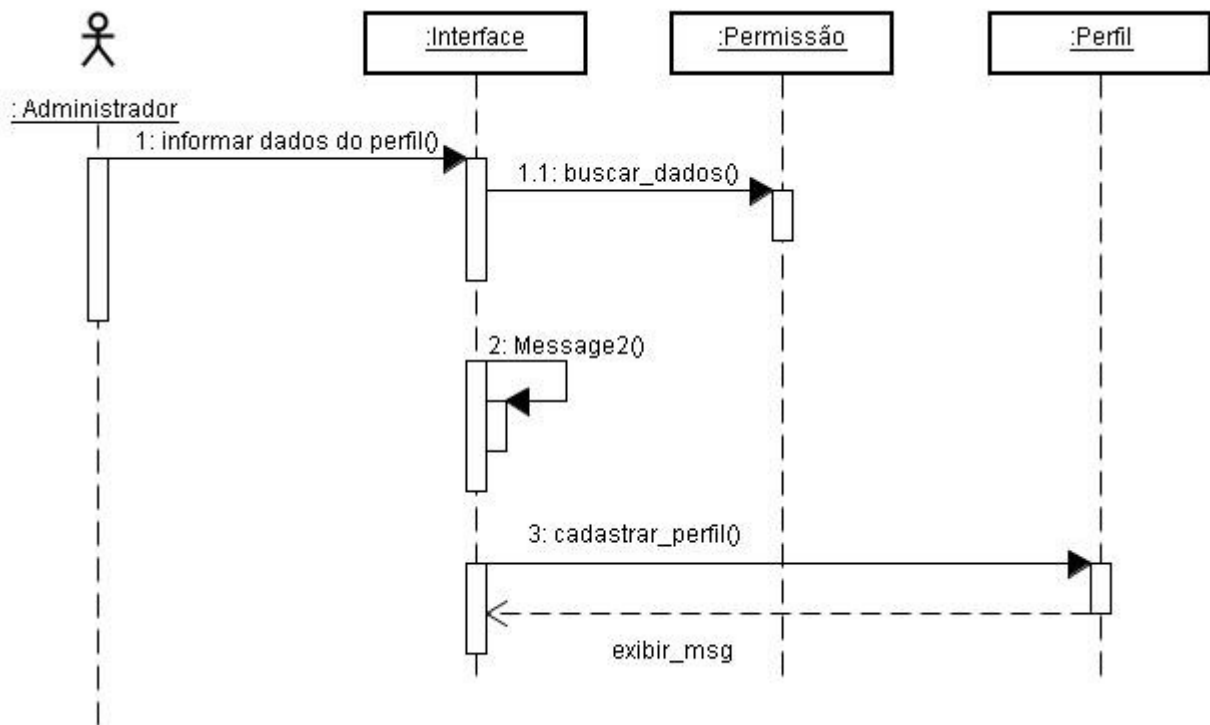 :Interface
:Permissão
:Perfil
: Administrador
1: informar dados do perfil()
1.1: buscar_dados()
2: Message2()
3: cadastrar_perfil()
exibir_msg